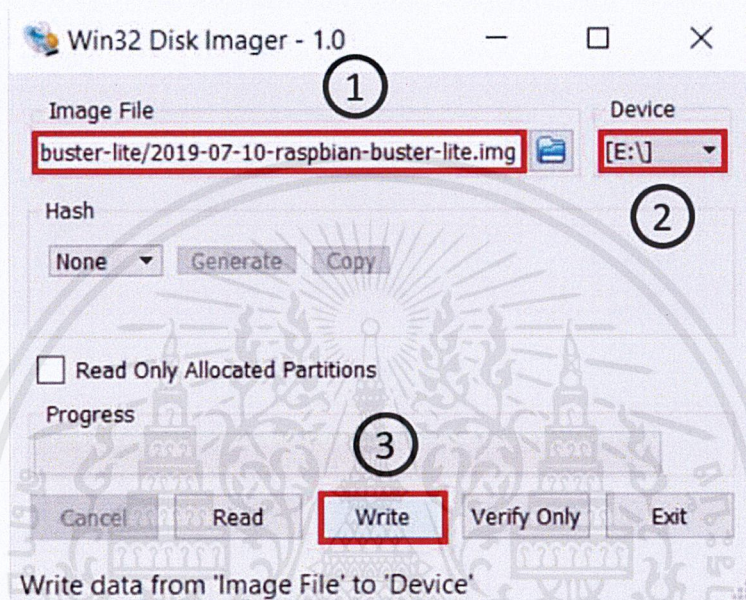 Win32 Disk Imager - 1.0
1
Image File
Device
buster-lite/2019-07-10-raspbian-buster-lite.img
[E:\]
2
Hash
None
Generate
Copy
Read Only Allocated Partitions
Progress
3
Cancel
Read
Write
Verify Only
Exit
Write data from 'Image File' to 'Device'